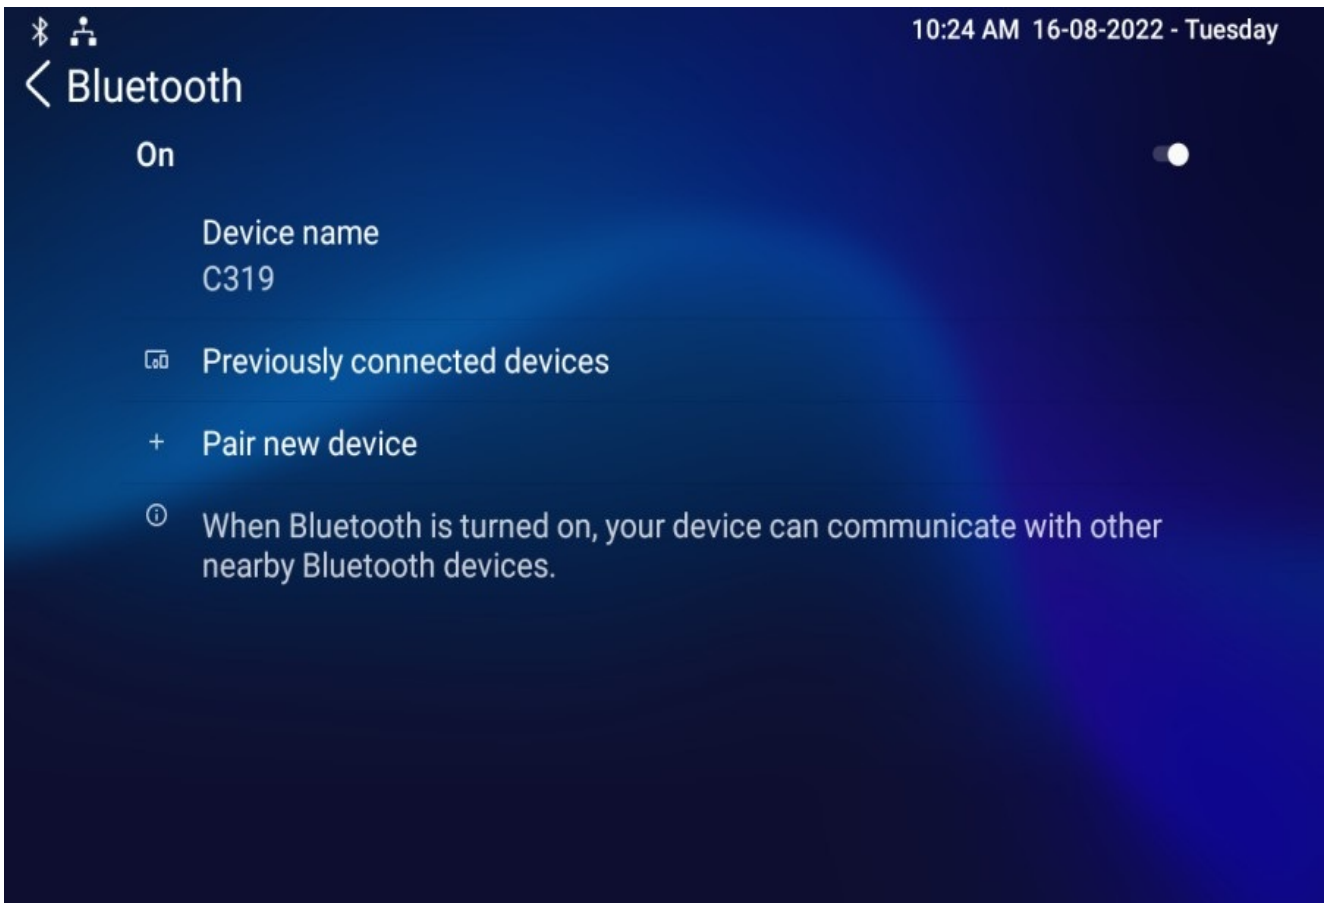 10:24 AM 16-08-2022 - Tuesday
Bluetooth
On
Device name
C319
Previously connected devices
Pair new device
When Bluetooth is turned on, your device can communicate with other
nearby Bluetooth devices.